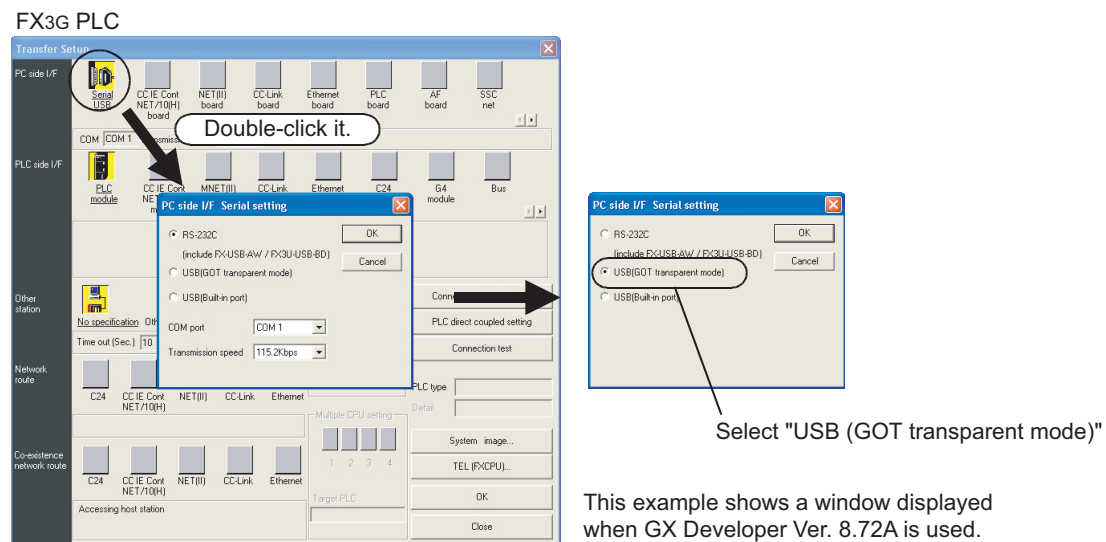 FX3G PLC
Transfer Setup
PC side I/F
Serial
USB
CC IE Cont
NET/10(H)
board
NET(II)
board
CC-Link
board
Ethernet
board
PLC
board
AF
board
SSC
net
Double-click it.
COM COM 1
PLC side I/F
PLC
module
CC IE Cont
MNET(II)
CC-Link
Ethernet
C24
G4
module
Bus
PC side I/F Serial setting
RS-232C
(include FX-USB-AW / FX3U-USB-BD)
USB(GOT transparent mode)
USB(Built-in port)
COM port COM 1
Transmission speed 115.2Kbps
OK
Cancel
Other
station
No specification
Time out (Sec.) 10
PLC direct coupled setting
Connection test
PLC type
Detail
Network
route
C24
CC IE Cont
NET/10(H)
NET(II)
CC-Link
Ethernet
Multiple CPU setting
1 2 3 4
Target PLC
System image...
TEL (FXCPU)...
OK
Close
Co-existence
network route
C24
CC IE Cont
NET/10(H)
NET(II)
CC-Link
Ethernet
Accessing host station
PC side I/F Serial setting
RS-232C
(include FX-USB-AW / FX3U-USB-BD)
USB(GOT transparent mode)
USB(Built-in port)
OK
Cancel
Select "USB (GOT transparent mode)"
This example shows a window displayed
when GX Developer Ver. 8.72A is used.